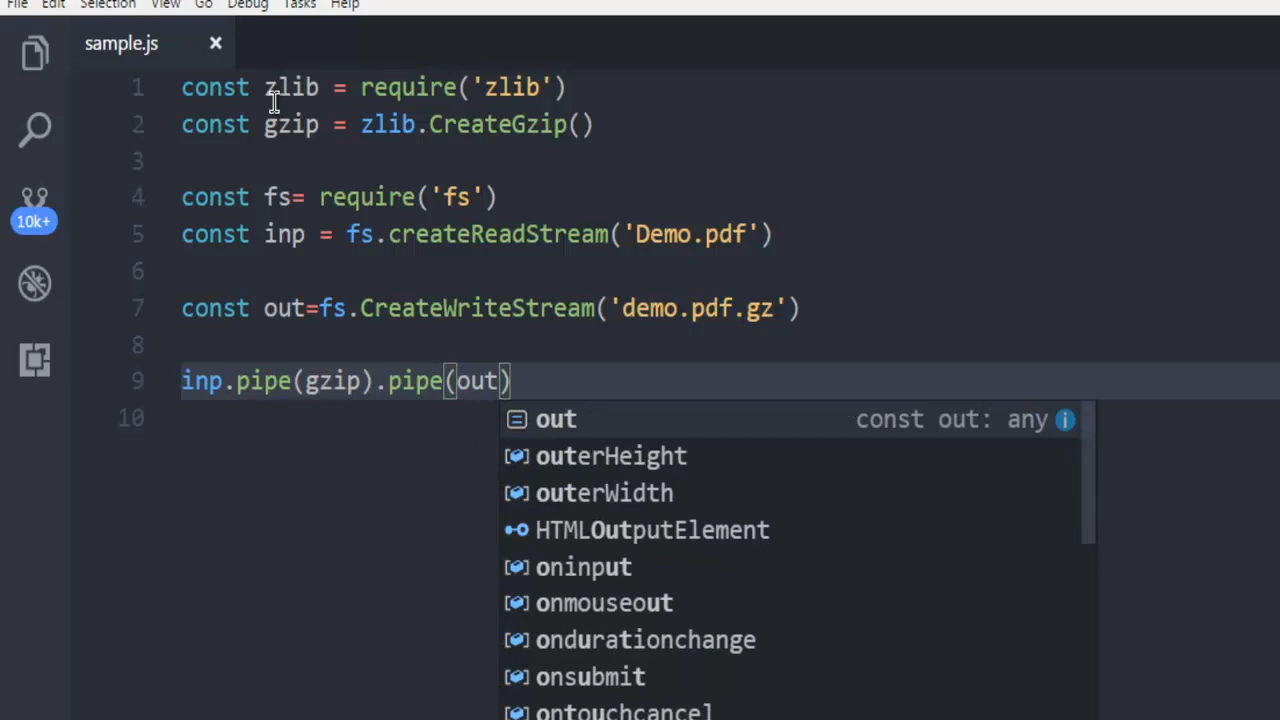 File Edit Selection View Go Debug Tasks Help
sample.js ×
1 const zlib = require('zlib')
2 const gzip = zlib.CreateGzip()
3
4 const fs= require('fs')
5 const inp = fs.createReadStream('Demo.pdf')
6
7 const out=fs.CreateWriteStream('demo.pdf.gz')
8
9 inp.pipe(gzip).pipe(out)
10
10k+
out const out: any
outerHeight
outerWidth
HTMLOutputElement
oninput
onmouseout
ondurationchange
onsubmit
ontouchcancel